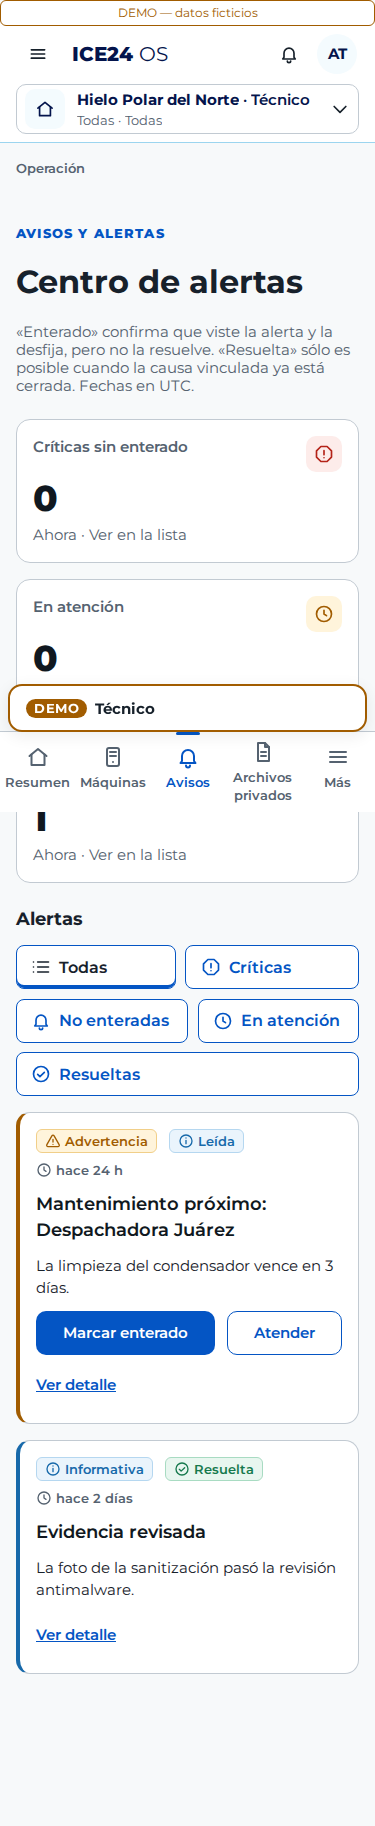 DEMO — datos ficticios
ICE24 OS
AT
Hielo Polar del Norte · Técnico
Todas · Todas
Operación
AVISOS Y ALERTAS
Centro de alertas
«Enterado» confirma que viste la alerta y la
desfija, pero no la resuelve. «Resuelta» sólo es
posible cuando la causa vinculada ya está
cerrada. Fechas en UTC.
Críticas sin enterado
0
Ahora · Ver en la lista
En atención
0
DEMO Técnico
Resumen
Máquinas
Avisos
Archivos
privados
Más
Ahora · Ver en la lista
Alertas
Todas
Críticas
No enteradas
En atención
Resueltas
Advertencia
Leída
hace 24 h
Mantenimiento próximo:
Despachadora Juárez
La limpieza del condensador vence en 3
días.
Marcar enterado
Atender
Ver detalle
Informativa
Resuelta
hace 2 días
Evidencia revisada
La foto de la sanitización pasó la revisión
antimalware.
Ver detalle